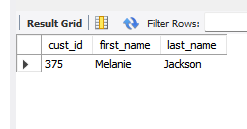 Result Grid Filter Rows:
cust_id first_name last_name
375 Melanie Jackson